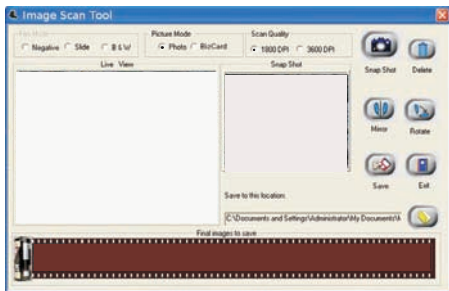 Image Scan Tool
Film Mode
Negative Slide B & W
Picture Mode
Photo BizCard
Scan Quality
1800 DPI 3600 DPI
Live View
Snap Shot
Snap Shot Delete
Mirror Rotate
Save Exit
Save to this location.
C:\Documents and Settings\Administrator\My Documents\
Final images to save